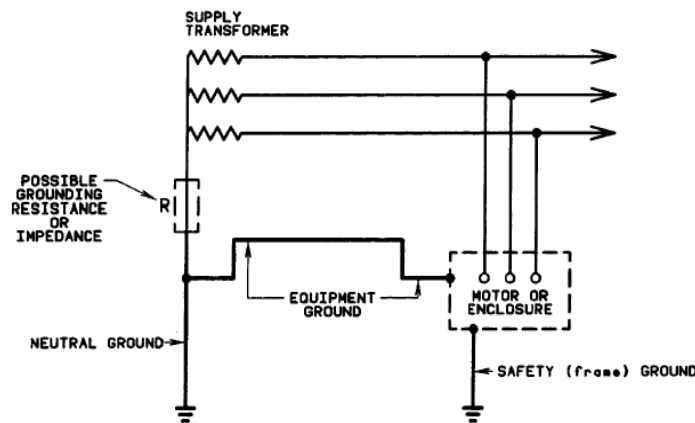 SUPPLY
TRANSFORMER
POSSIBLE
GROUNDING
RESISTANCE
OR
IMPEDANCE
R
EQUIPMENT
GROUND
MOTOR OR
ENCLOSURE
NEUTRAL GROUND
SAFETY (frame) GROUND